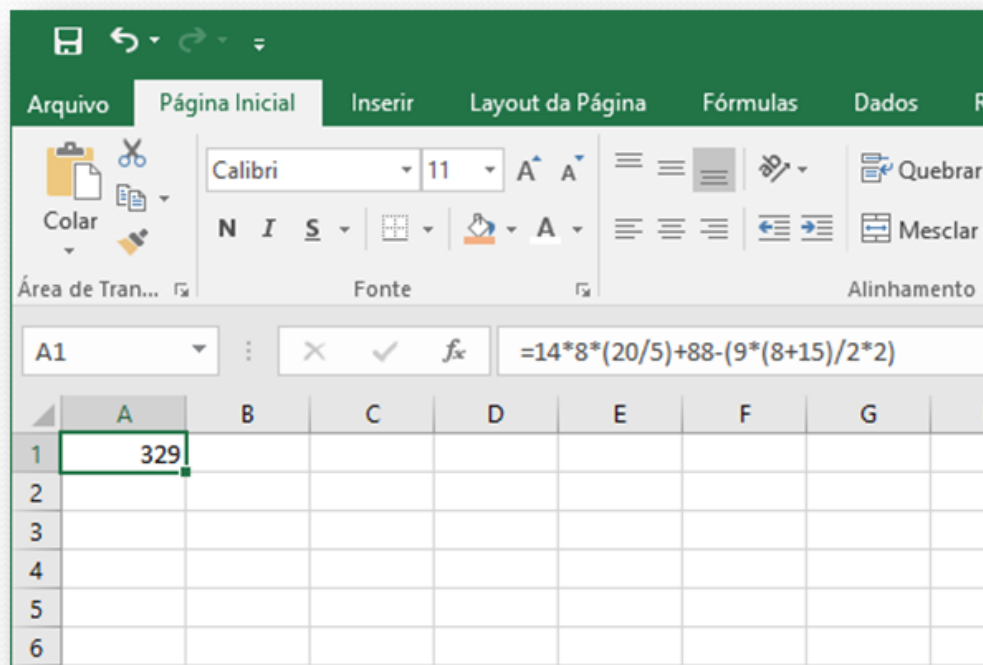 Arquivo Página Inicial Inserir Layout da Página Fórmulas Dados
Calibri 11 A A Quebrar
Colar N I S A Mesclar
Área de Tran... Fonte Alinhamento
A1 fx =14*8*(20/5)+88-(9*(8+15)/2*2)
A B C D E F G
1 329
2
3
4
5
6